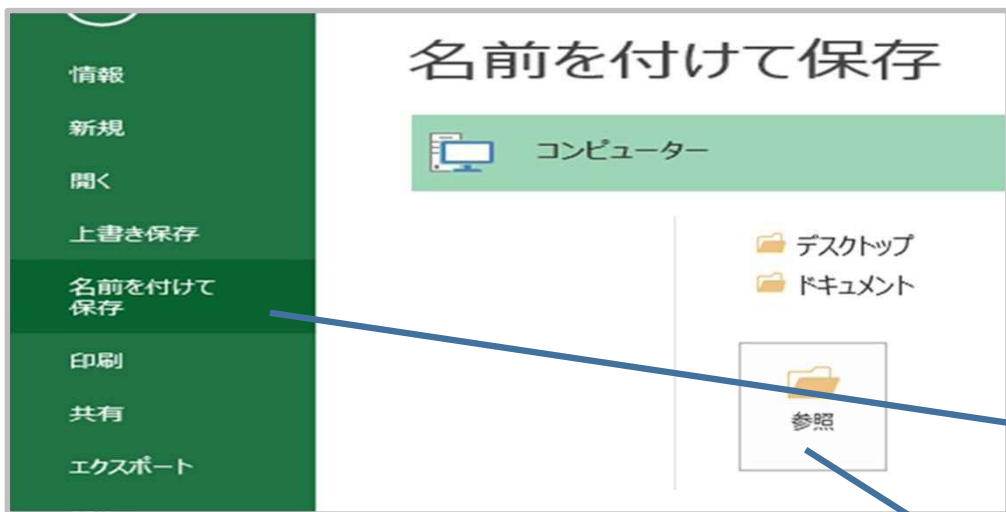 情報
新規
開く
上書き保存
名前を付けて
保存
印刷
共有
エクスポート
名前を付けて保存
コンピューター
デスクトップ
ドキュメント
参照